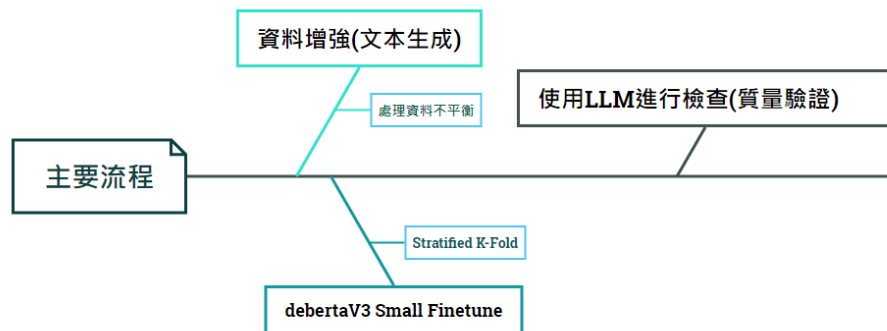 資料增強(文本生成)
使用LLM進行檢查(質量驗證)
處理資料不平衡
主要流程
Stratified K-Fold
debertaV3 Small Finetune